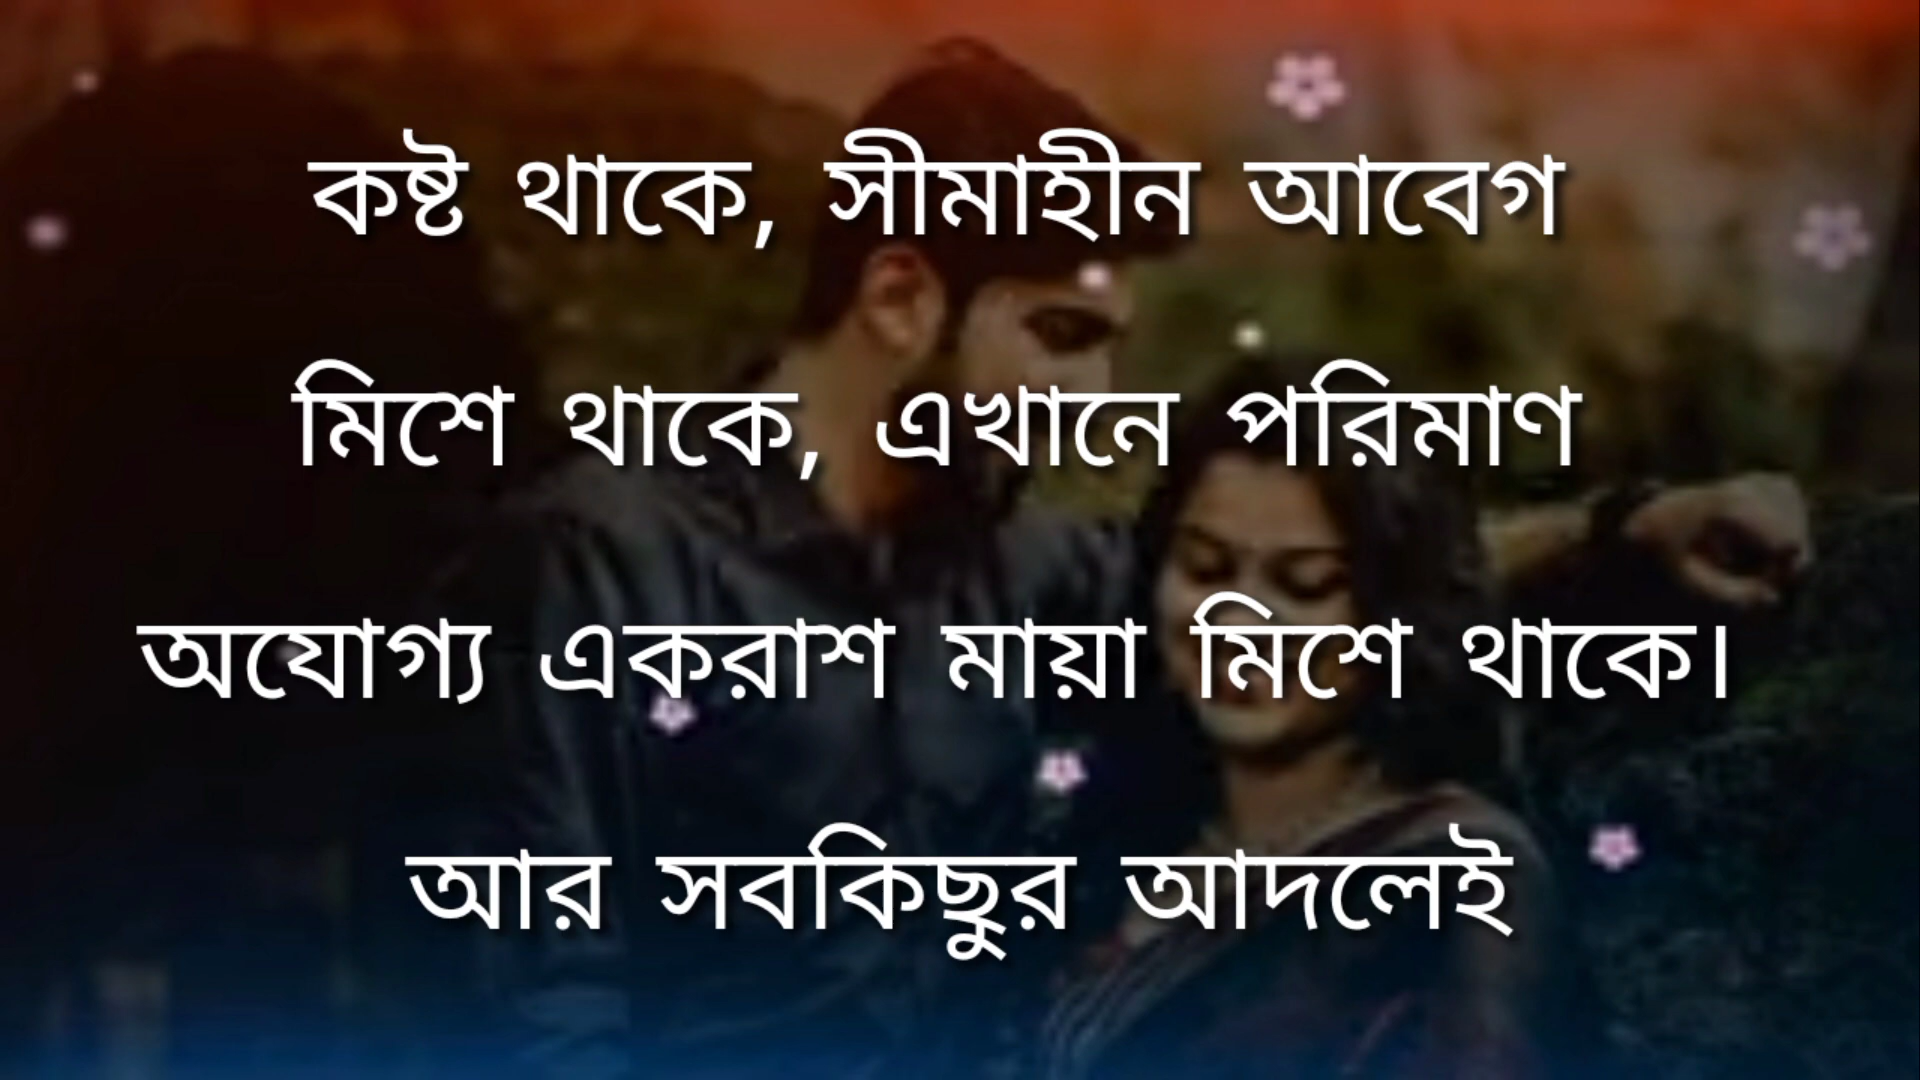 কষ্ট থাকে, সীমাহীন আবেগ
মিশে থাকে, এখানে পরিমাণ
অযোগ্য একরাশ মায়া মিশে থাকে।
আর সবকিছুর আদলেই